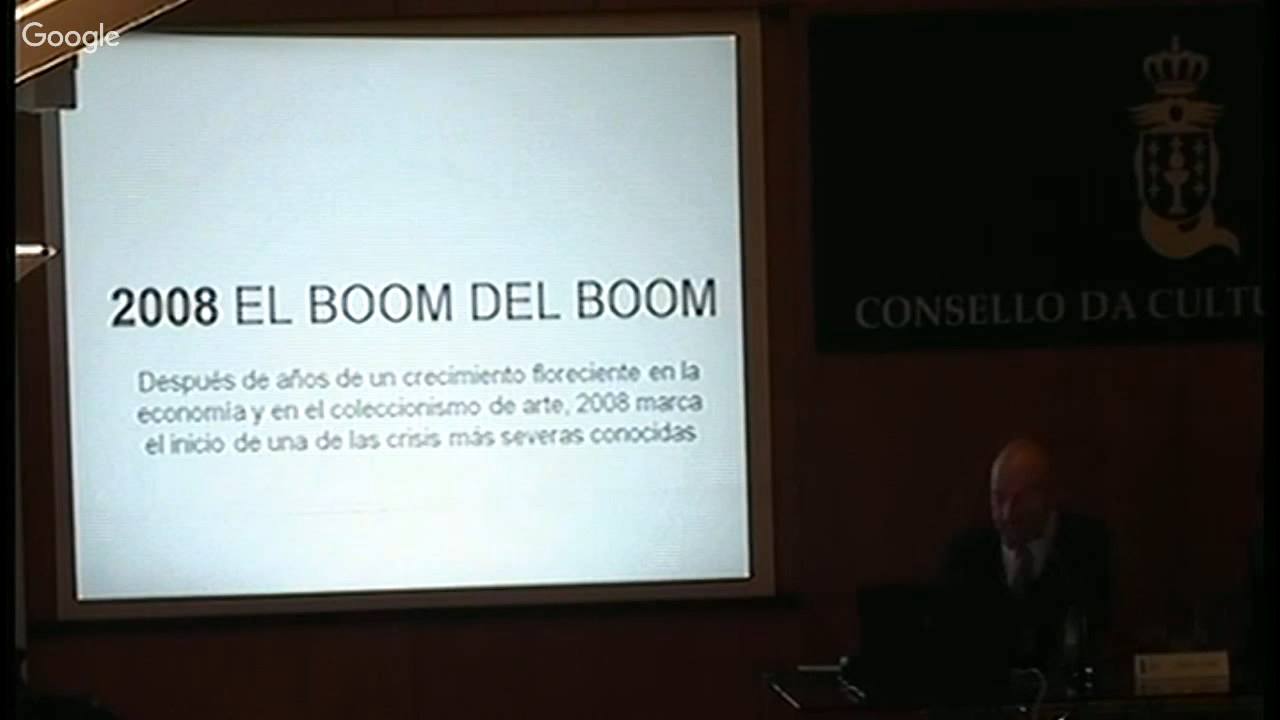 Google
2008 EL BOOM DEL BOOM
Después de años de un crecimiento floreciente en la
economía y en el coleccionismo de arte, 2008 marca
el inicio de una de las crisis más severas conocidas
CONSELLO DA